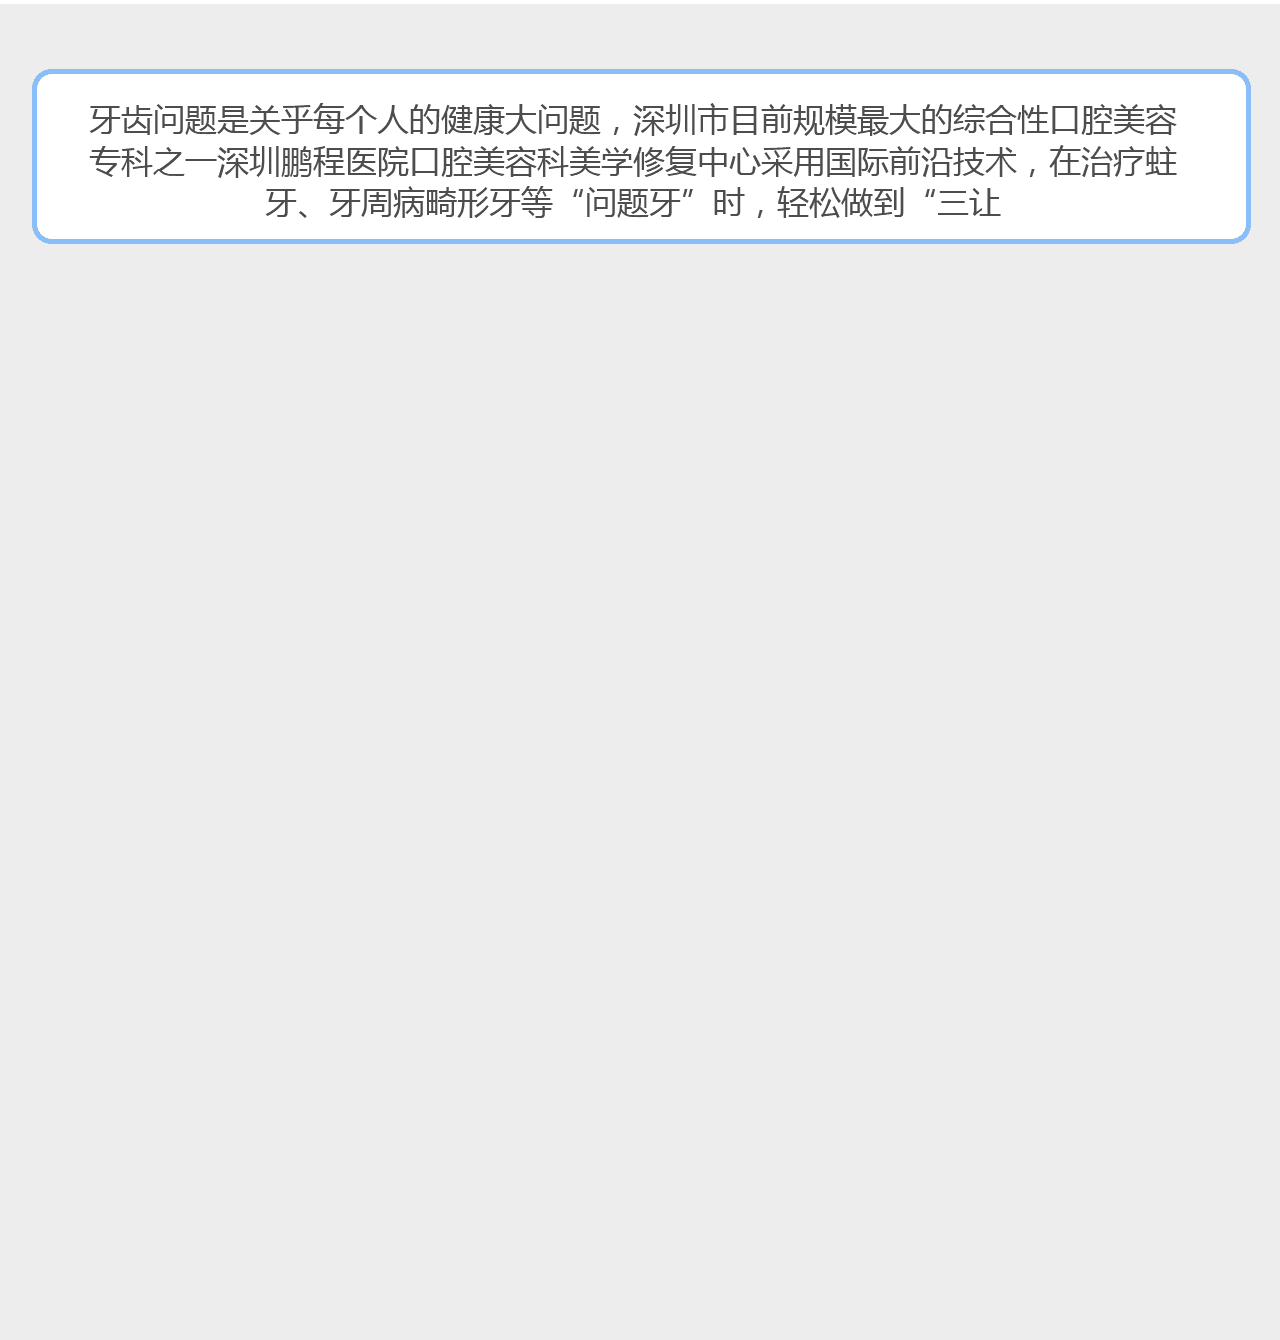 牙齿问题是关乎每个人的健康大问题，深圳市目前规模最大的综合性口腔美容
专科之一深圳鹏程医院口腔美容科美学修复中心采用国际前沿技术，在治疗蛀
牙、牙周病畸形牙等“问题牙”时，轻松做到“三让